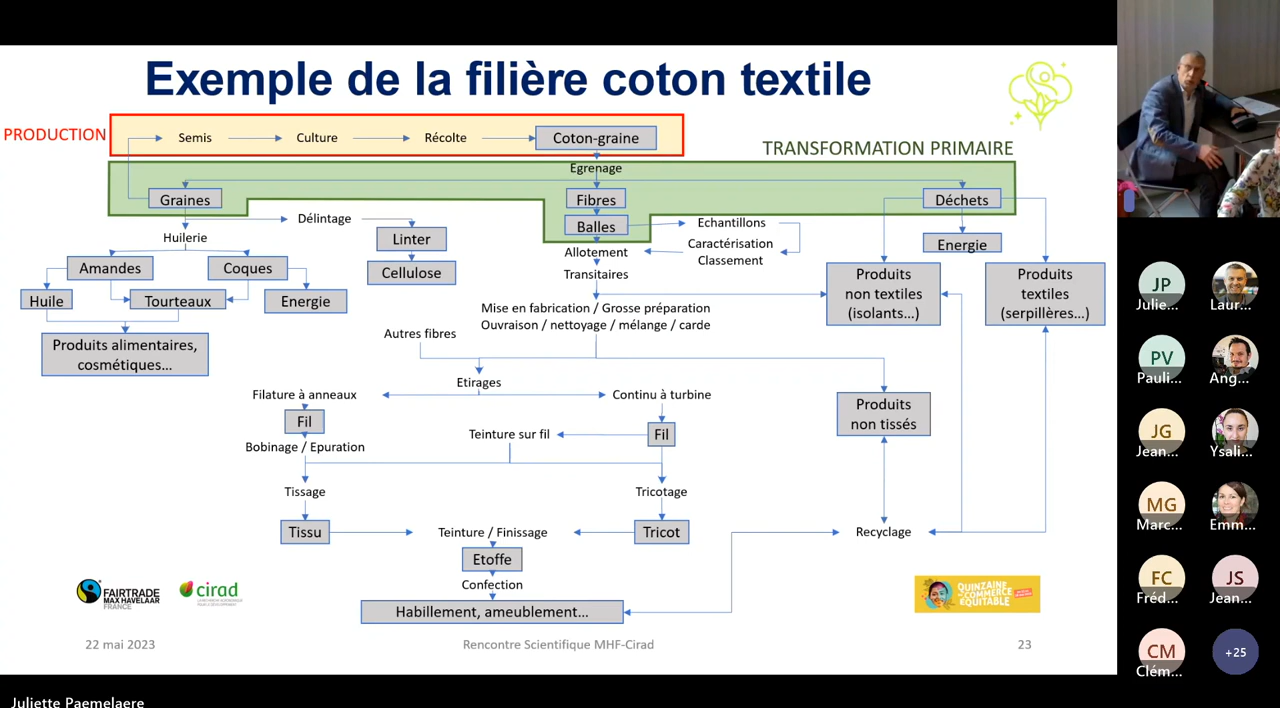 Exemple de la filière coton textile
PRODUCTION
Semis
Culture
Récolte
Coton-graine
TRANSFORMATION PRIMAIRE
Egrenage
Graines
Fibres
Déchets
Délintage
Balles
Echantillons
Huilerie
Linter
Caractérisation
Classement
Energie
Allotement
Amandes
Coques
Cellulose
Transitaires
Produits
non textiles
(isolants...)
Produits
textiles
(serpillères...)
Huile
Tourteaux
Energie
Mise en fabrication / Grosse préparation
Ouvraison / nettoyage / mélange / carde
Autres fibres
Produits alimentaires,
cosmétiques...
Etirages
Filature à anneaux
Continu à turbine
Produits
non tissés
Fil
Teinture sur fil
Fil
Bobinage / Epuration
Tissage
Tricotage
Tissu
Teinture / Finissage
Tricot
Recyclage
Etoffe
Confection
Habillement, ameublement...
FAIRTRADE
MAX HAVELAAR
FRANCE
cirad
QUINZAINE
DU COMMERCE
EQUITABLE
22 mai 2023
Rencontre Scientifique MHF-Cirad
23
JP
Julie...
Laur...
PV
Pauli...
Ang...
JG
Jean...
Ysali...
MG
Marc...
Emm...
FC
Fréd...
JS
Jean...
CM
Clém...
+25
Juliette Paemelaere